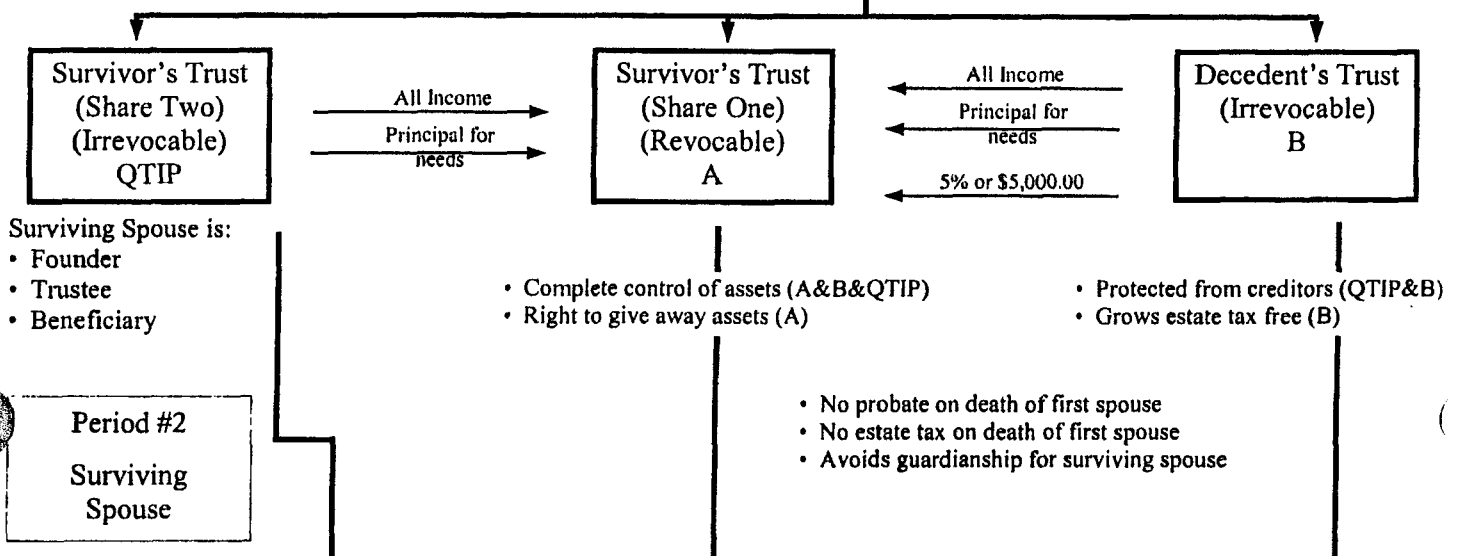 Survivor's Trust
(Share Two)
(Irrevocable)
QTIP
All Income
Principal for
needs
Survivor's Trust
(Share One)
(Revocable)
A
All Income
Principal for
needs
5% or $5,000.00
Decedent's Trust
(Irrevocable)
B
Surviving Spouse is:
• Founder
• Trustee
• Beneficiary
• Complete control of assets (A&B&QTIP)
• Right to give away assets (A)
• Protected from creditors (QTIP&B)
• Grows estate tax free (B)
Period #2
Surviving
Spouse
• No probate on death of first spouse
• No estate tax on death of first spouse
• Avoids guardianship for surviving spouse